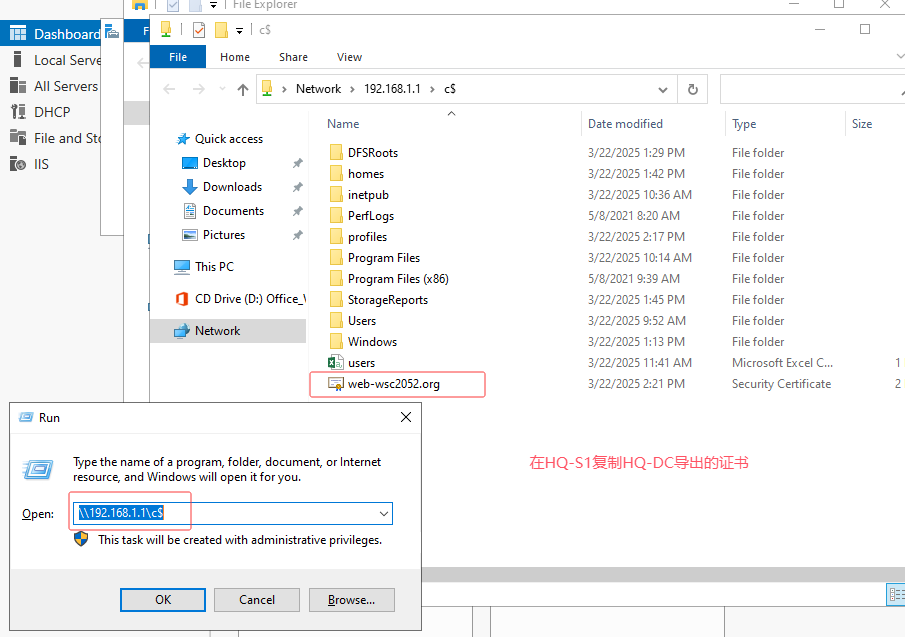 File Explorer
c$
Dashboard
Local Serve
All Servers
DHCP
File and Sto
IIS
F
File
Home
Share
View
Network
192.168.1.1
c$
Quick access
Desktop
Downloads
Documents
Pictures
This PC
CD Drive (D:) Office_V
Network
Name
Date modified
Type
Size
DFSRoots
3/22/2025 1:29 PM
File folder
homes
3/22/2025 1:42 PM
File folder
inetpub
3/22/2025 10:36 AM
File folder
PerfLogs
5/8/2021 8:20 AM
File folder
profiles
3/22/2025 2:17 PM
File folder
Program Files
3/22/2025 10:14 AM
File folder
Program Files (x86)
5/8/2021 9:39 AM
File folder
StorageReports
3/22/2025 1:45 PM
File folder
Users
3/22/2025 9:52 AM
File folder
Windows
3/22/2025 1:13 PM
File folder
users
3/22/2025 11:41 AM
Microsoft Excel C...
1
web-wsc2052.org
3/22/2025 2:21 PM
Security Certificate
2
在HQ-S1复制HQ-DC导出的证书
Run
Type the name of a program, folder, document, or Internet
resource, and Windows will open it for you.
Open:
\\192.168.1.1\c$
This task will be created with administrative privileges.
OK
Cancel
Browse...